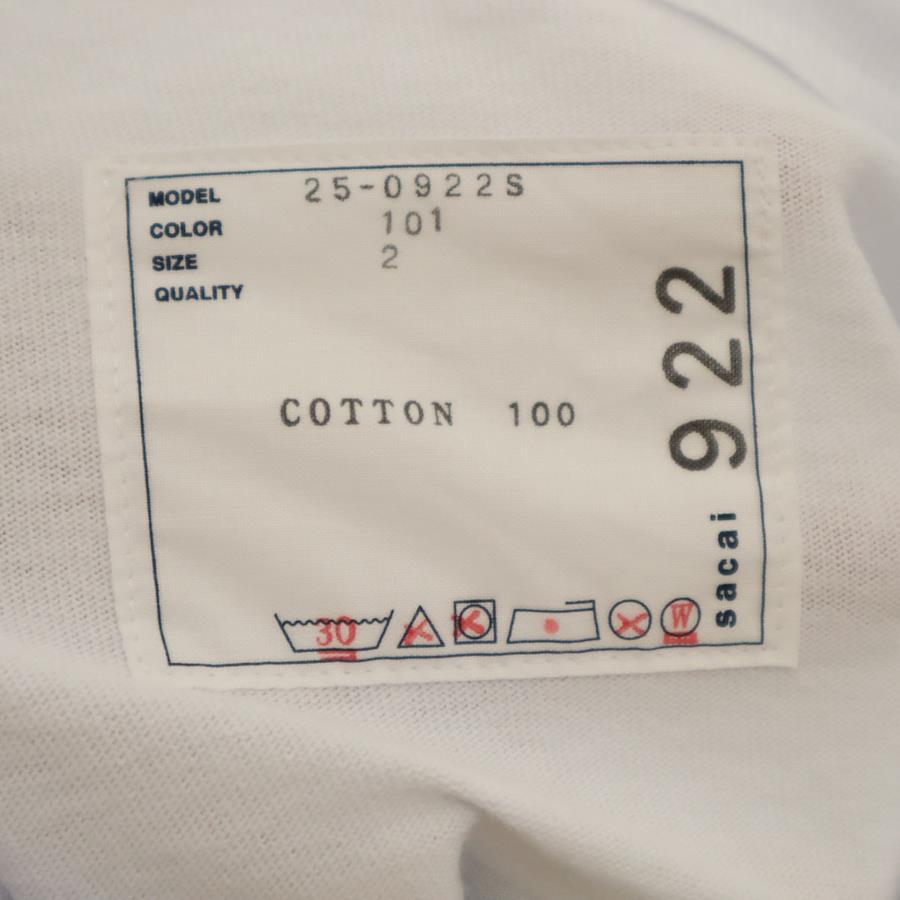 MODEL 25-0922S
COLOR 101
SIZE 2
QUALITY
COTTON 100
30
W
sacai 922